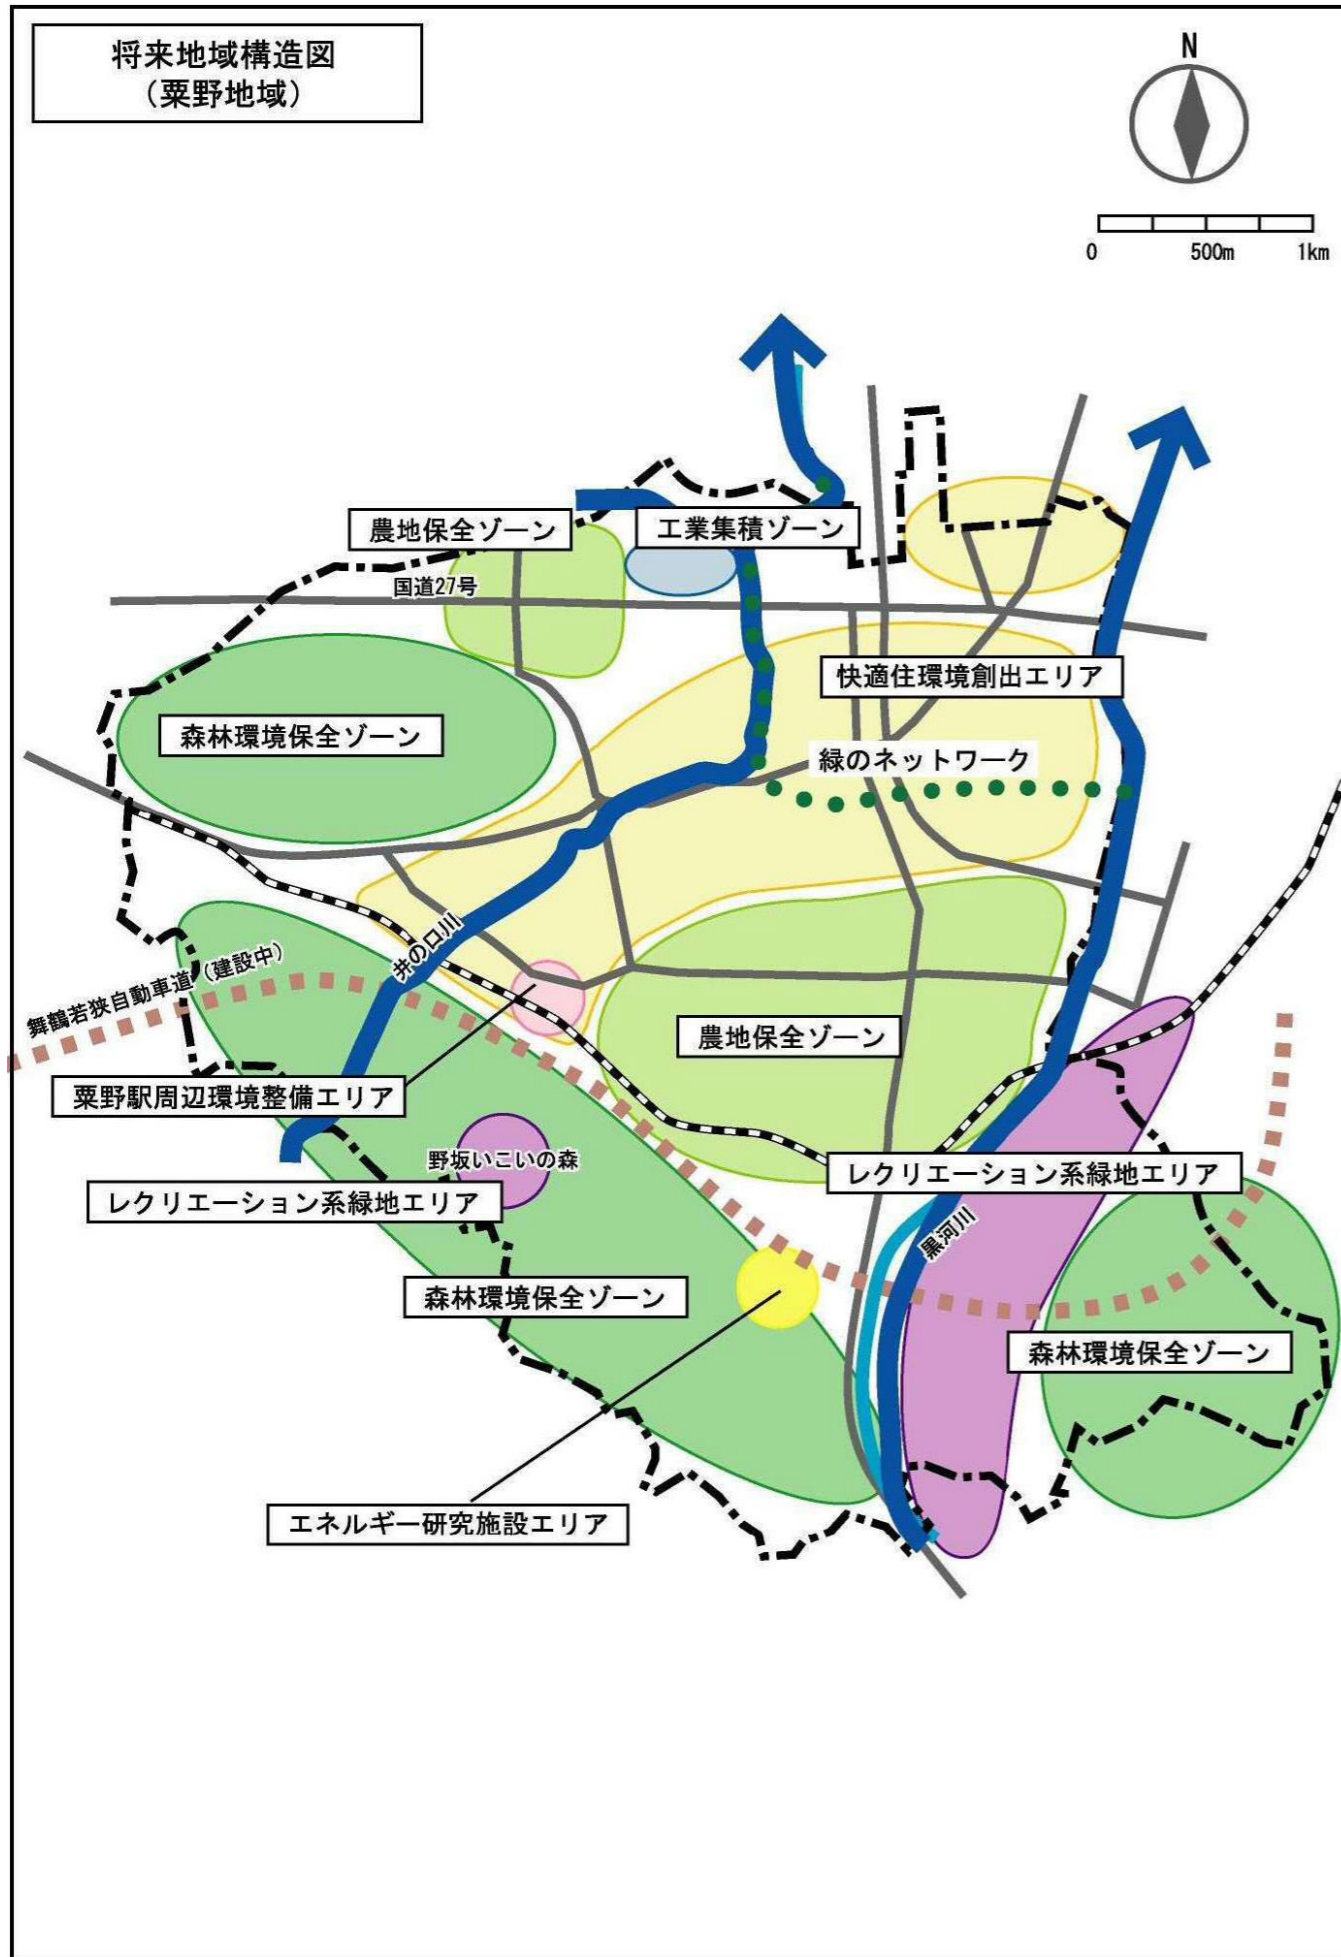 将来地域構造図
（粟野地域）
N
0 500m 1km
農地保全ゾーン
工業集積ゾーン
国道27号
快適住環境創出エリア
森林環境保全ゾーン
緑のネットワーク
井の口川
舞鶴若狭自動車道（建設中）
農地保全ゾーン
粟野駅周辺環境整備エリア
野坂いこいの森
レクリエーション系緑地エリア
レクリエーション系緑地エリア
黒河川
森林環境保全ゾーン
森林環境保全ゾーン
エネルギー研究施設エリア